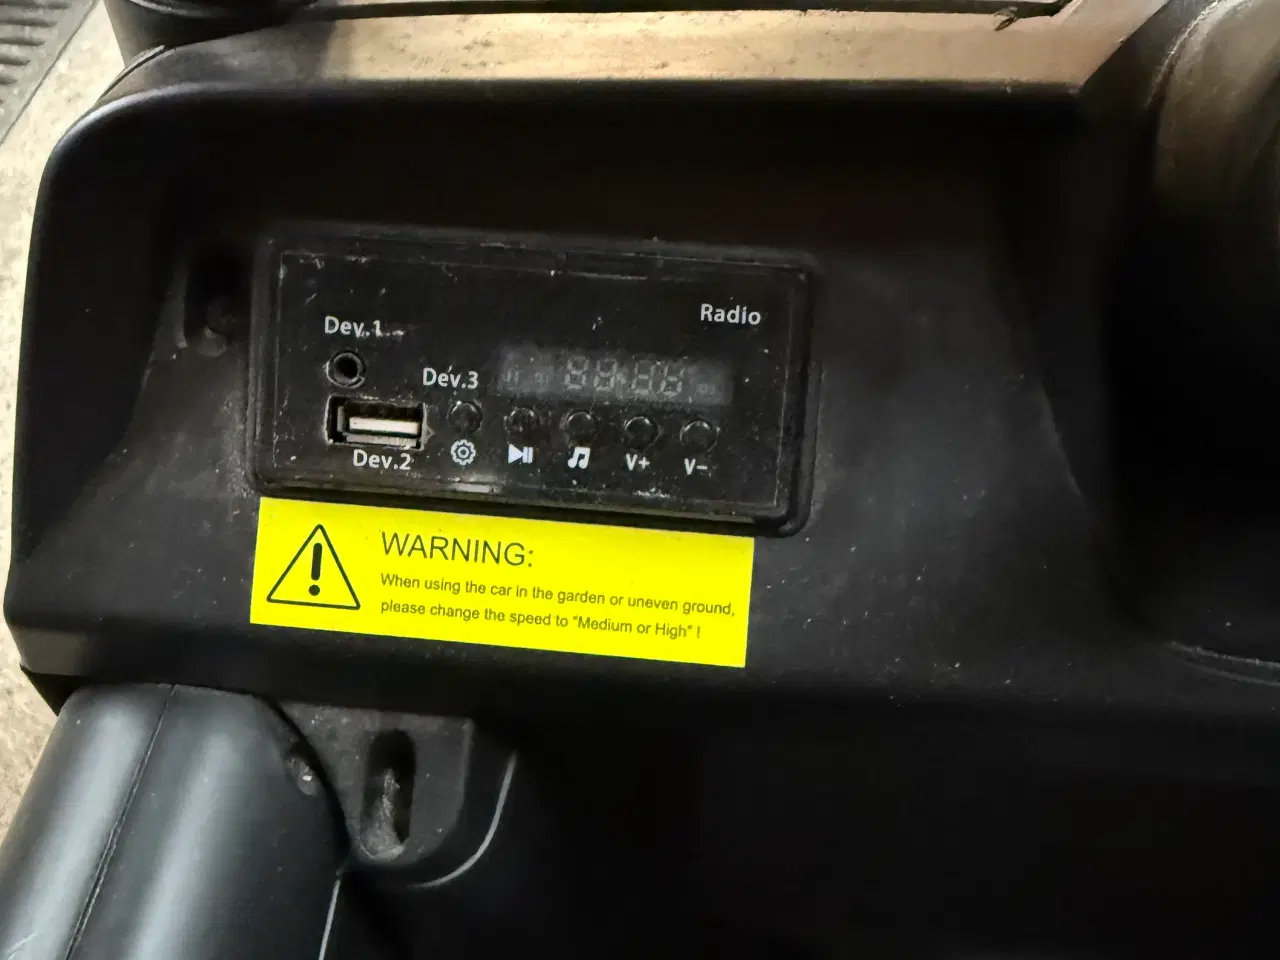 Radio
Dev.1
Dev.3
Dev.2
V+
V-
WARNING:
When using the car in the garden or uneven ground,
please change the speed to "Medium or High" !